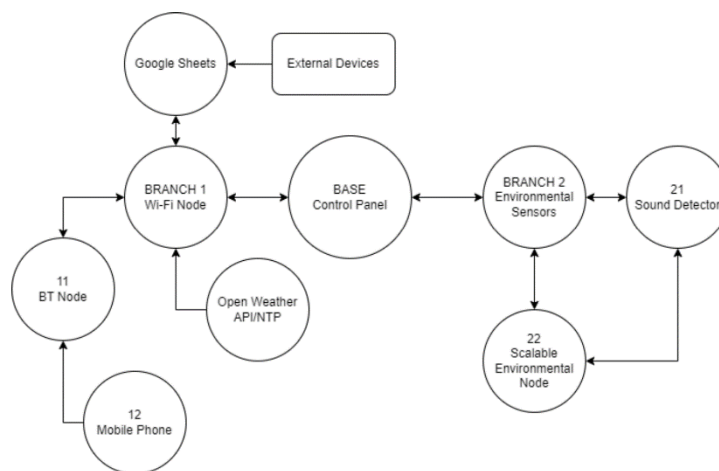 Google Sheets
External Devices
BRANCH 1
Wi-Fi Node
BASE
Control Panel
BRANCH 2
Environmental
Sensors
21
Sound Detector
11
BT Node
Open Weather
API/NTP
22
Scalable
Environmental
Node
12
Mobile Phone